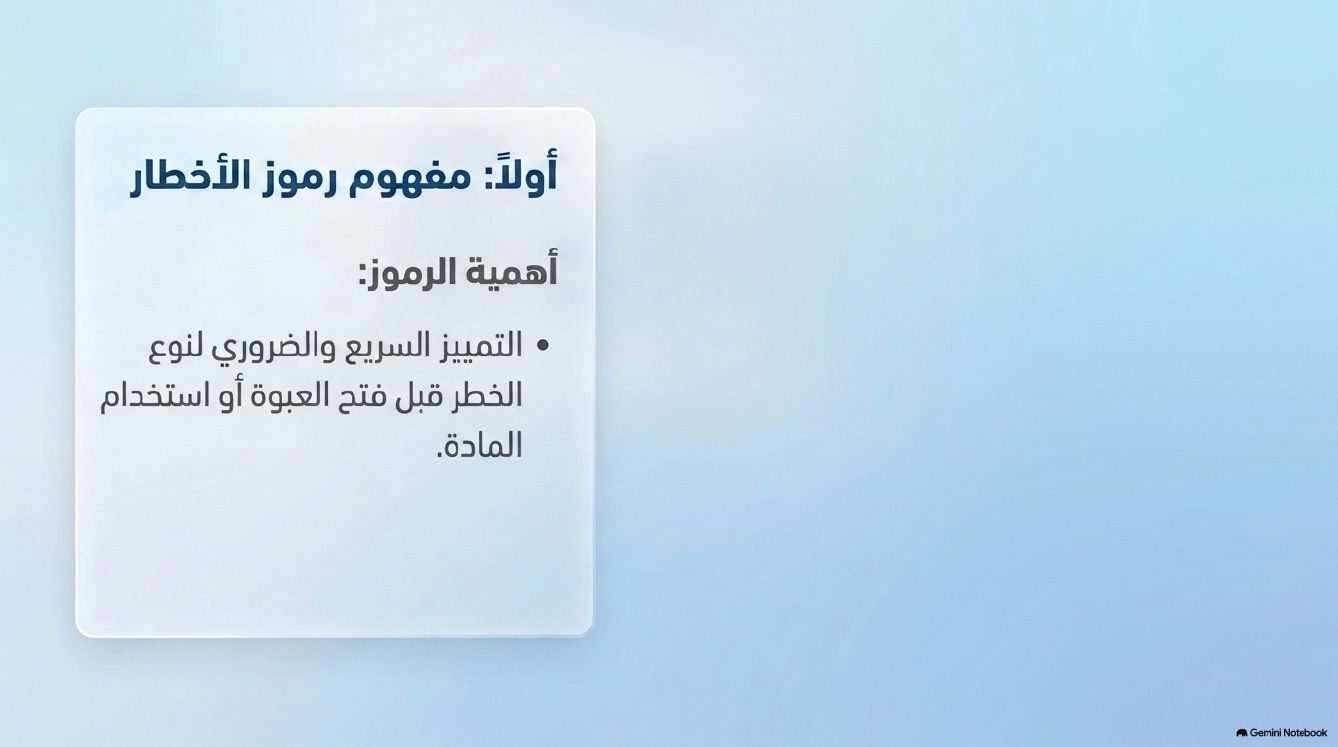 أولاً: مفهوم رموز الأخطار
أهمية الرموز:
• التمييز السريع والضروري لنوع
الخطر قبل فتح العبوة أو استخدام
المادة.
Gemini Notebook